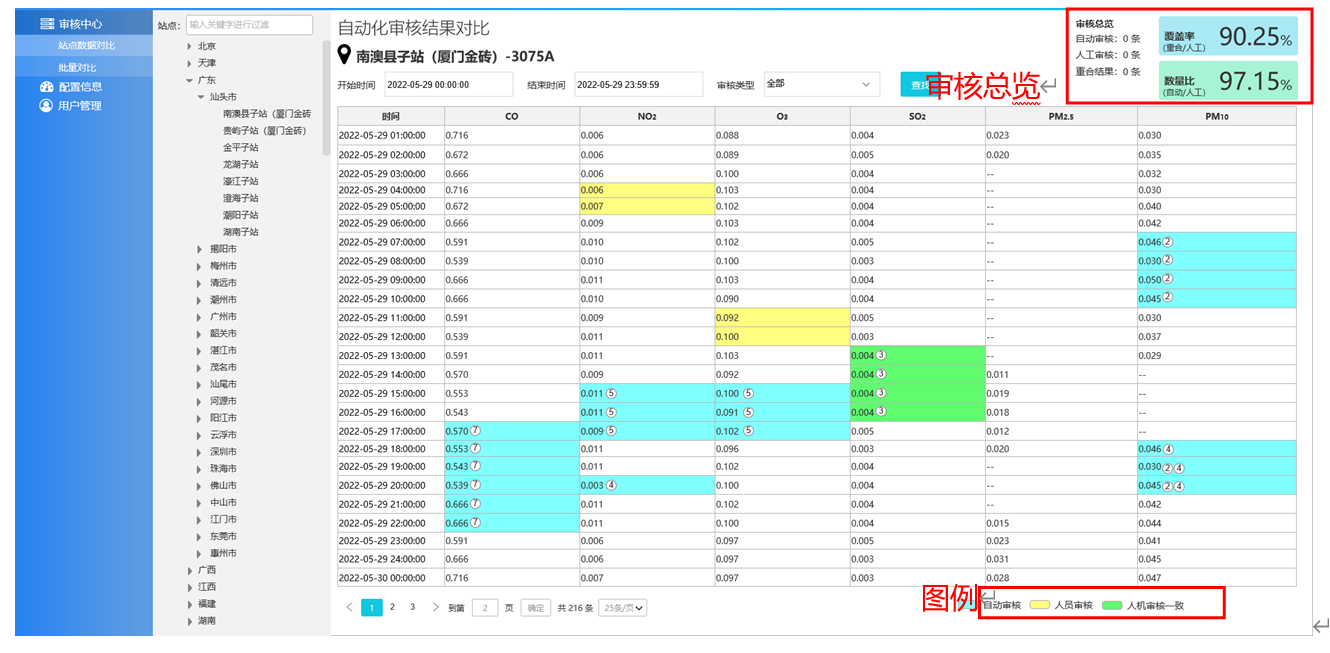 审核中心
站点数据对比
批量对比
配置信息
用户管理
站点： 输入关键字进行过滤
北京
天津
广东
汕头市
南澳县子站（厦门金砖
贵屿子站（厦门金砖）
金平子站
龙湖子站
濠江子站
澄海子站
潮阳子站
湖南子站
揭阳市
梅州市
清远市
潮州市
广州市
韶关市
湛江市
茂名市
汕尾市
河源市
阳江市
云浮市
深圳市
珠海市
佛山市
中山市
江门市
东莞市
惠州市
广西
江西
福建
湖南
自动化审核结果对比
南澳县子站（厦门金砖）-3075A
开始时间 2022-05-29 00:00:00 结束时间 2022-05-29 23:59:59 审核类型 全部
审核总览
审核总览
自动审核：0 条
人工审核：0 条
重合结果：0 条
覆盖率 90.25%
(重合/人工)
数量比 97.15%
(自动/人工)
时间 CO NO2 O3 SO2 PM2.5 PM10
2022-05-29 01:00:00 0.716 0.006 0.088 0.004 0.023 0.030
2022-05-29 02:00:00 0.672 0.006 0.089 0.005 0.020 0.035
2022-05-29 03:00:00 0.666 0.006 0.100 0.004 -- 0.032
2022-05-29 04:00:00 0.716 0.006 0.103 0.004 -- 0.030
2022-05-29 05:00:00 0.672 0.007 0.102 0.004 -- 0.040
2022-05-29 06:00:00 0.666 0.009 0.103 0.004 -- 0.042
2022-05-29 07:00:00 0.591 0.010 0.102 0.005 -- 0.046②
2022-05-29 08:00:00 0.539 0.010 0.100 0.003 -- 0.030②
2022-05-29 09:00:00 0.666 0.011 0.103 0.004 -- 0.050②
2022-05-29 10:00:00 0.666 0.010 0.090 0.004 -- 0.045②
2022-05-29 11:00:00 0.591 0.009 0.092 0.005 -- 0.030
2022-05-29 12:00:00 0.539 0.011 0.100 0.003 -- 0.037
2022-05-29 13:00:00 0.591 0.011 0.103 0.004③ -- 0.029
2022-05-29 14:00:00 0.570 0.009 0.092 0.004③ 0.011 --
2022-05-29 15:00:00 0.553 0.011⑤ 0.100⑤ 0.004③ 0.019 --
2022-05-29 16:00:00 0.543 0.011⑤ 0.091⑤ 0.004③ 0.018 --
2022-05-29 17:00:00 0.570⑦ 0.009⑤ 0.102⑤ 0.005 0.012 --
2022-05-29 18:00:00 0.553⑦ 0.011 0.096 0.003 0.020 0.046④
2022-05-29 19:00:00 0.543⑦ 0.011 0.102 0.004 -- 0.030②④
2022-05-29 20:00:00 0.539⑦ 0.003④ 0.100 0.004 -- 0.045②④
2022-05-29 21:00:00 0.666⑦ 0.011 0.102 0.004 -- 0.042
2022-05-29 22:00:00 0.666⑦ 0.011 0.100 0.004 0.015 0.044
2022-05-29 23:00:00 0.591 0.006 0.097 0.005 0.023 0.041
2022-05-29 24:00:00 0.666 0.006 0.097 0.003 0.031 0.045
2022-05-30 00:00:00 0.716 0.007 0.097 0.003 0.028 0.047
1 2 3 到第 2 页 确定 共 216 条 25条/页
图例
自动审核 人员审核 人机审核一致